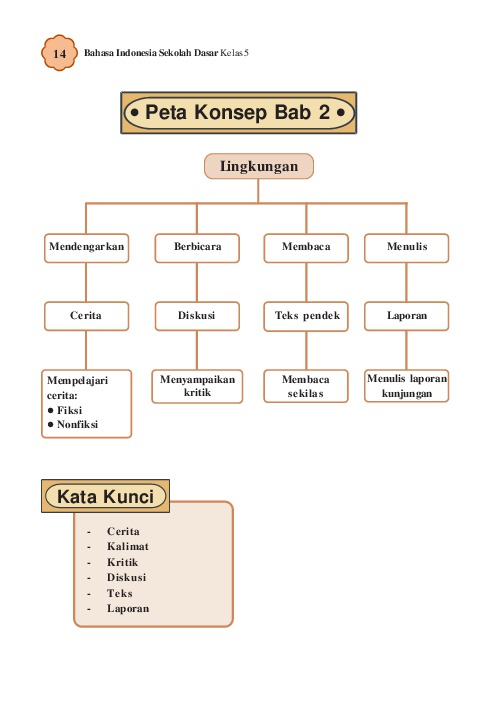 14
Bahasa Indonesia Sekolah Dasar Kelas 5
• Peta Konsep Bab 2 •
Lingkungan
Mendengarkan
Berbicara
Membaca
Menulis
Cerita
Diskusi
Teks pendek
Laporan
Mempelajari
cerita:
● Fiksi
● Nonfiksi
Menyampaikan
kritik
Membaca
sekilas
Menulis laporan
kunjungan
Kata Kunci
- Cerita
- Kalimat
- Kritik
- Diskusi
- Teks
- Laporan